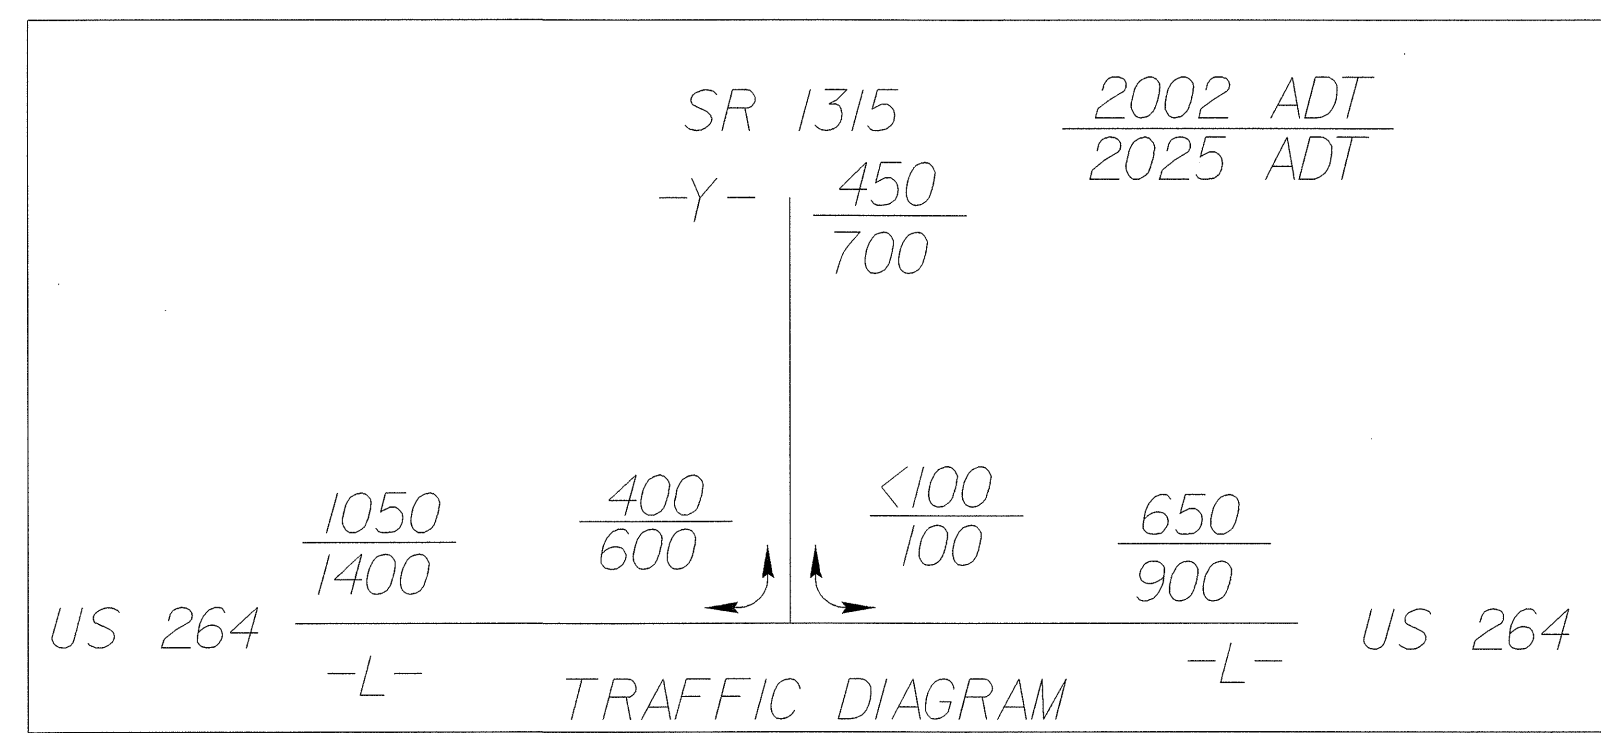 SR 1315
2002 ADT
2025 ADT
-Y-
450
700
1050
1400
400
600
<100
100
650
900
US 264
US 264
-L-
-L-
TRAFFIC DIAGRAM